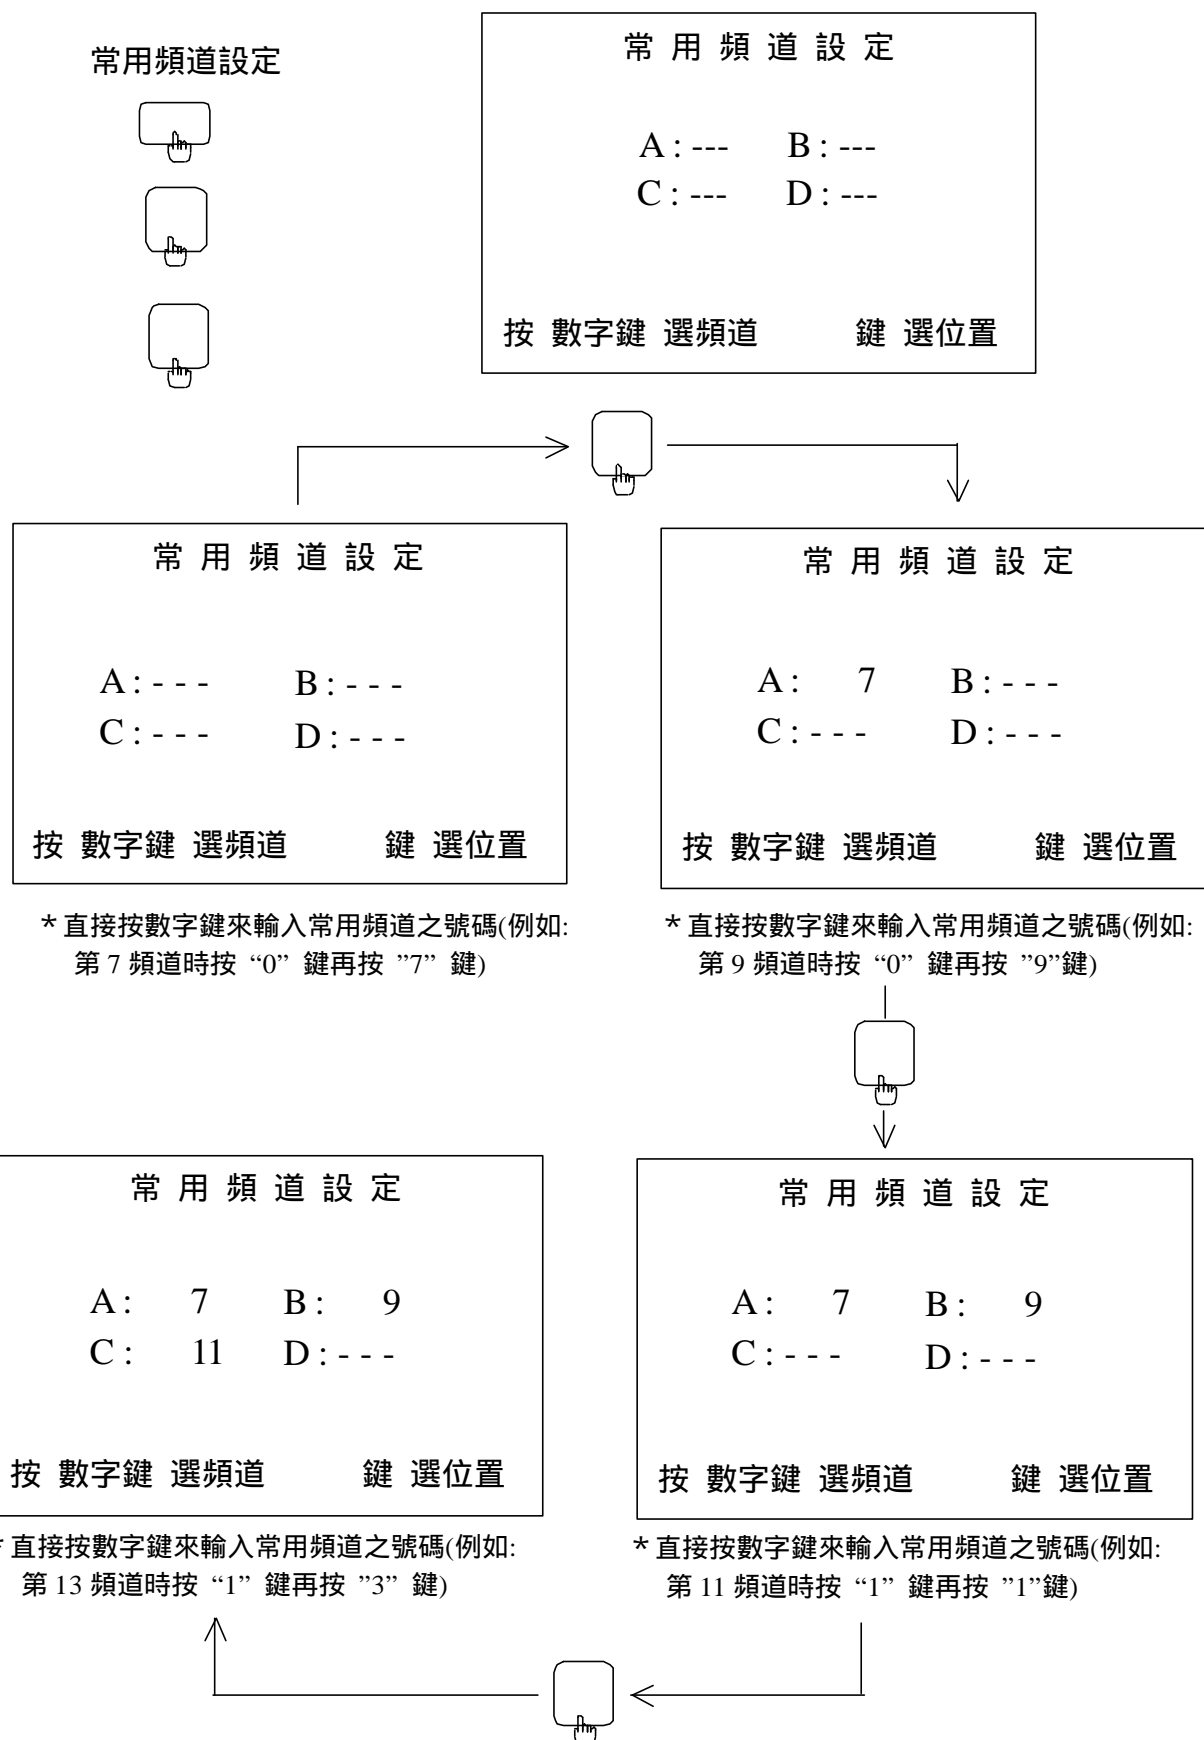 常用頻道設定
常 用 頻 道 設 定
A : --- B : ---
C : --- D : ---
按 數字鍵 選頻道 鍵 選位置
常 用 頻 道 設 定
A : - - - B : - - -
C : - - - D : - - -
按 數字鍵 選頻道 鍵 選位置
* 直接按數字鍵來輸入常用頻道之號碼(例如:
第 7 頻道時按 “0” 鍵再按 ”7” 鍵)
常 用 頻 道 設 定
A : 7 B : - - -
C : - - - D : - - -
按 數字鍵 選頻道 鍵 選位置
* 直接按數字鍵來輸入常用頻道之號碼(例如:
第 9 頻道時按 “0” 鍵再按 ”9”鍵)
常 用 頻 道 設 定
A : 7 B : 9
C : - - - D : - - -
按 數字鍵 選頻道 鍵 選位置
* 直接按數字鍵來輸入常用頻道之號碼(例如:
第 11 頻道時按 “1” 鍵再按 ”1”鍵)
常 用 頻 道 設 定
A : 7 B : 9
C : 11 D : - - -
按 數字鍵 選頻道 鍵 選位置
* 直接按數字鍵來輸入常用頻道之號碼(例如:
第 13 頻道時按 “1” 鍵再按 ”3” 鍵)